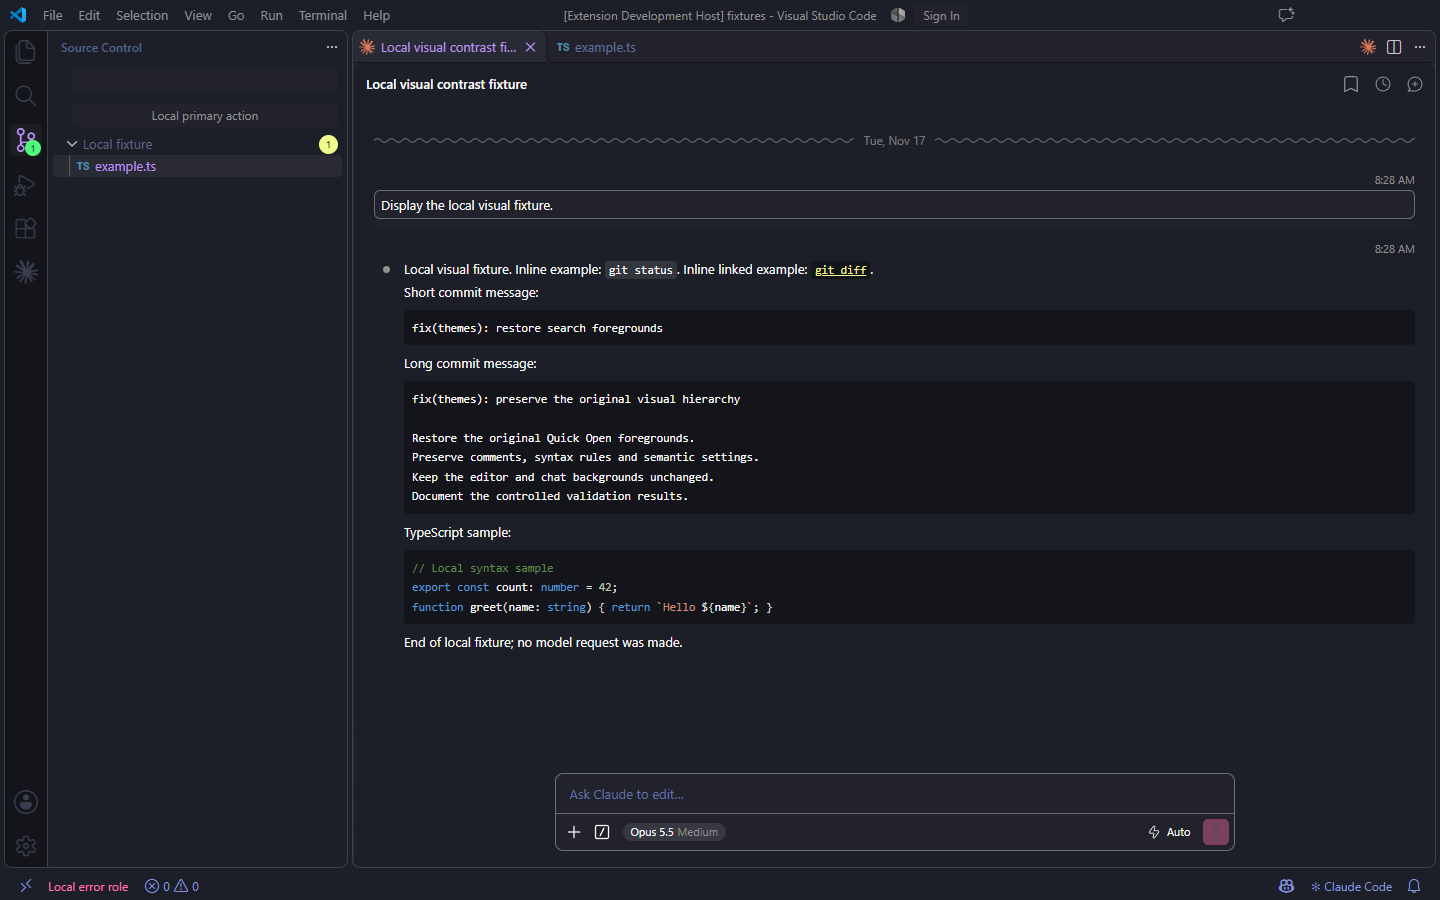 File Edit Selection View Go Run Terminal Help
[Extension Development Host] fixtures - Visual Studio Code
Sign In
Source Control
Local primary action
Local fixture 1
TS example.ts
1
Local visual contrast fi...
TS example.ts
Local visual contrast fixture
Tue, Nov 17
8:28 AM
Display the local visual fixture.
8:28 AM
Local visual fixture. Inline example: git status. Inline linked example: git diff.
Short commit message:
fix(themes): restore search foregrounds
Long commit message:
fix(themes): preserve the original visual hierarchy
Restore the original Quick Open foregrounds.
Preserve comments, syntax rules and semantic settings.
Keep the editor and chat backgrounds unchanged.
Document the controlled validation results.
TypeScript sample:
// Local syntax sample
export const count: number = 42;
function greet(name: string) { return `Hello ${name}`; }
End of local fixture; no model request was made.
Ask Claude to edit...
Opus 5.5 Medium
Auto
Local error role
0 0
Claude Code